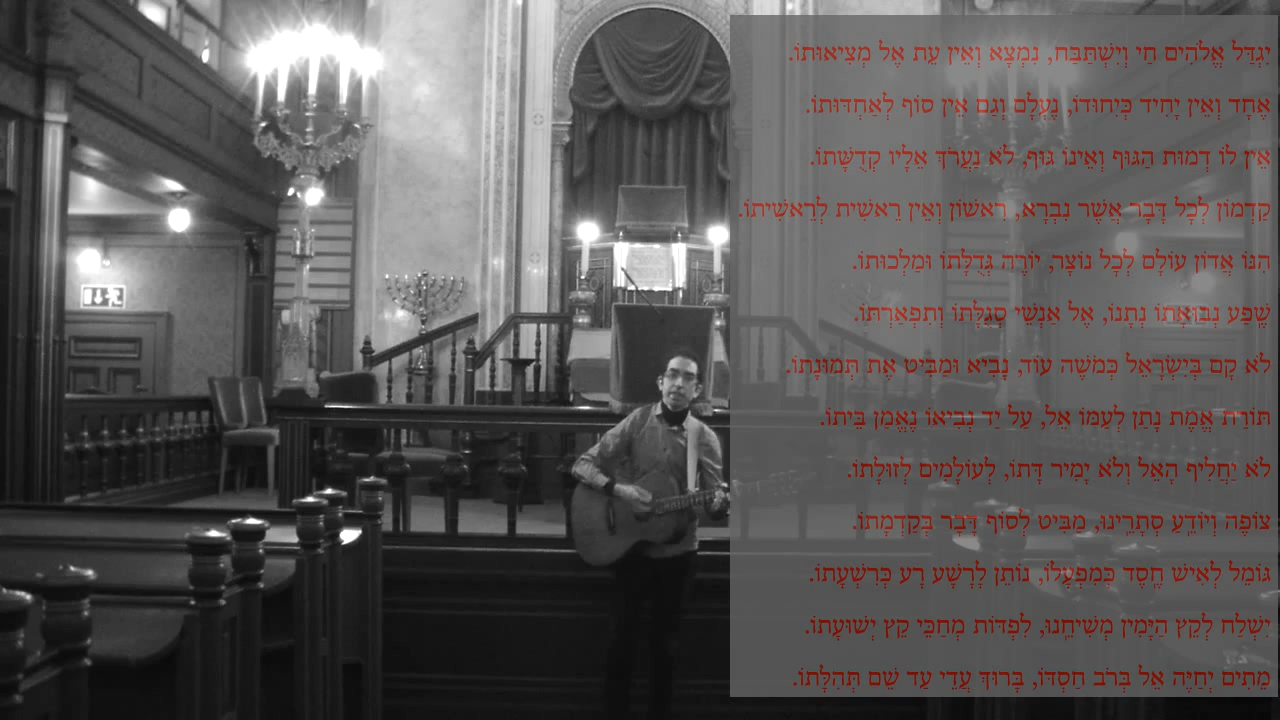 יִגְדַּל אֱלֹהִים חַי וְיִשְׁתַּבַּח, נִמְצָא וְאֵין עֵת אֶל מְצִיאוּתוֹ.
אֶחָד וְאֵין יָחִיד כְּיִחוּדוֹ, נֶעְלָם וְגַם אֵין סוֹף לְאַחְדּוּתוֹ.
אֵין לוֹ דְמוּת הַגּוּף וְאֵינוֹ גוּף, לֹא נַעֲרֹךְ אֵלָיו קְדֻשָּׁתוֹ.
קַדְמוֹן לְכָל דָּבָר אֲשֶׁר נִבְרָא, רִאשׁוֹן וְאֵין רֵאשִׁית לְרֵאשִׁיתוֹ.
הִנּוֹ אֲדוֹן עוֹלָם לְכָל נוֹצָר, יוֹרֶה גְדֻלָּתוֹ וּמַלְכוּתוֹ.
שֶׁפַע נְבוּאָתוֹ נְתָנוֹ, אֶל אַנְשֵׁי סְגֻלָּתוֹ וְתִפְאַרְתּוֹ.
לֹא קָם בְּיִשְׂרָאֵל כְּמֹשֶׁה עוֹד, נָבִיא וּמַבִּיט אֶת תְּמוּנָתוֹ.
תּוֹרַת אֱמֶת נָתַן לְעַמּוֹ אֵל, עַל יַד נְבִיאוֹ נֶאֱמַן בֵּיתוֹ.
לֹא יַחֲלִיף הָאֵל וְלֹא יָמִיר דָּתוֹ, לְעוֹלָמִים לְזוּלָתוֹ.
צוֹפֶה וְיוֹדֵעַ סְתָרֵינוּ, מַבִּיט לְסוֹף דָּבָר בְּקַדְמָתוֹ.
גּוֹמֵל לְאִישׁ חֶסֶד כְּמִפְעָלוֹ, נוֹתֵן לָרָשָׁע רָע כְּרִשְׁעָתוֹ.
יִשְׁלַח לְקֵץ הַיָּמִין מְשִׁיחֵנוּ, לִפְדּוֹת מְחַכֵּי קֵץ יְשׁוּעָתוֹ.
מֵתִים יְחַיֶּה אֵל בְּרֹב חַסְדּוֹ, בָּרוּךְ עֲדֵי עַד שֵׁם תְּהִלָּתוֹ.